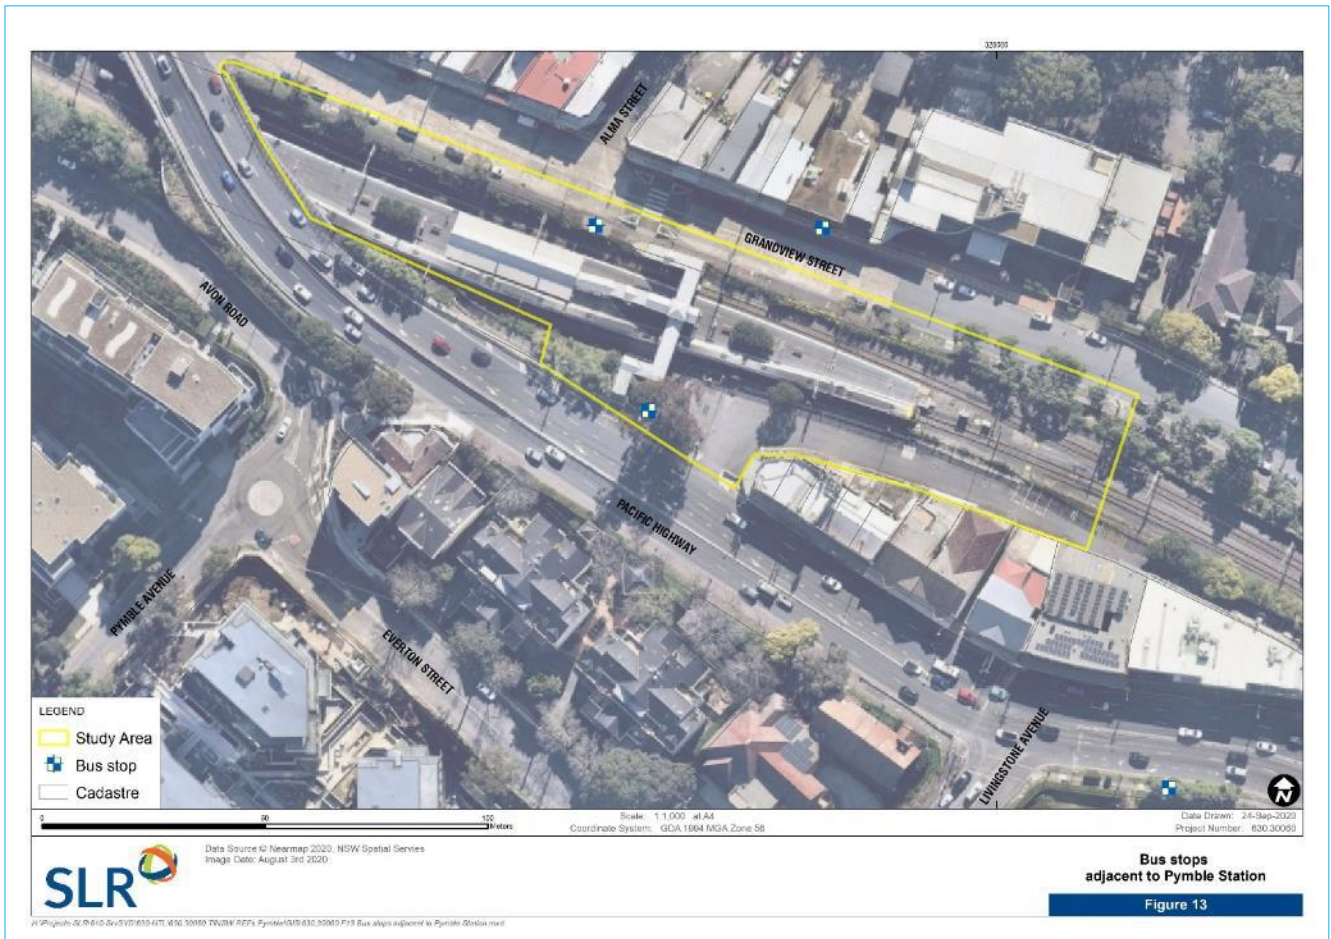 328000
ALMA STREET
GRANDVIEW STREET
AVON ROAD
PACIFIC HIGHWAY
PYMBLE AVENUE
EVERTON STREET
LIVINGSTONE AVENUE
LEGEND
Study Area
Bus stop
Cadastre
N
0 50 100
Meters
Scale: 1:1,000 at A4
Coordinate System: GDA 1994 MGA Zone 56
Date Drawn: 24-Sep-2020
Project Number: 630.30060
Data Source:© Nearmap 2020, NSW Spatial Servies
Image Date: August 3rd 2020
SLR
Bus stops
adjacent to Pymble Station
Figure 13